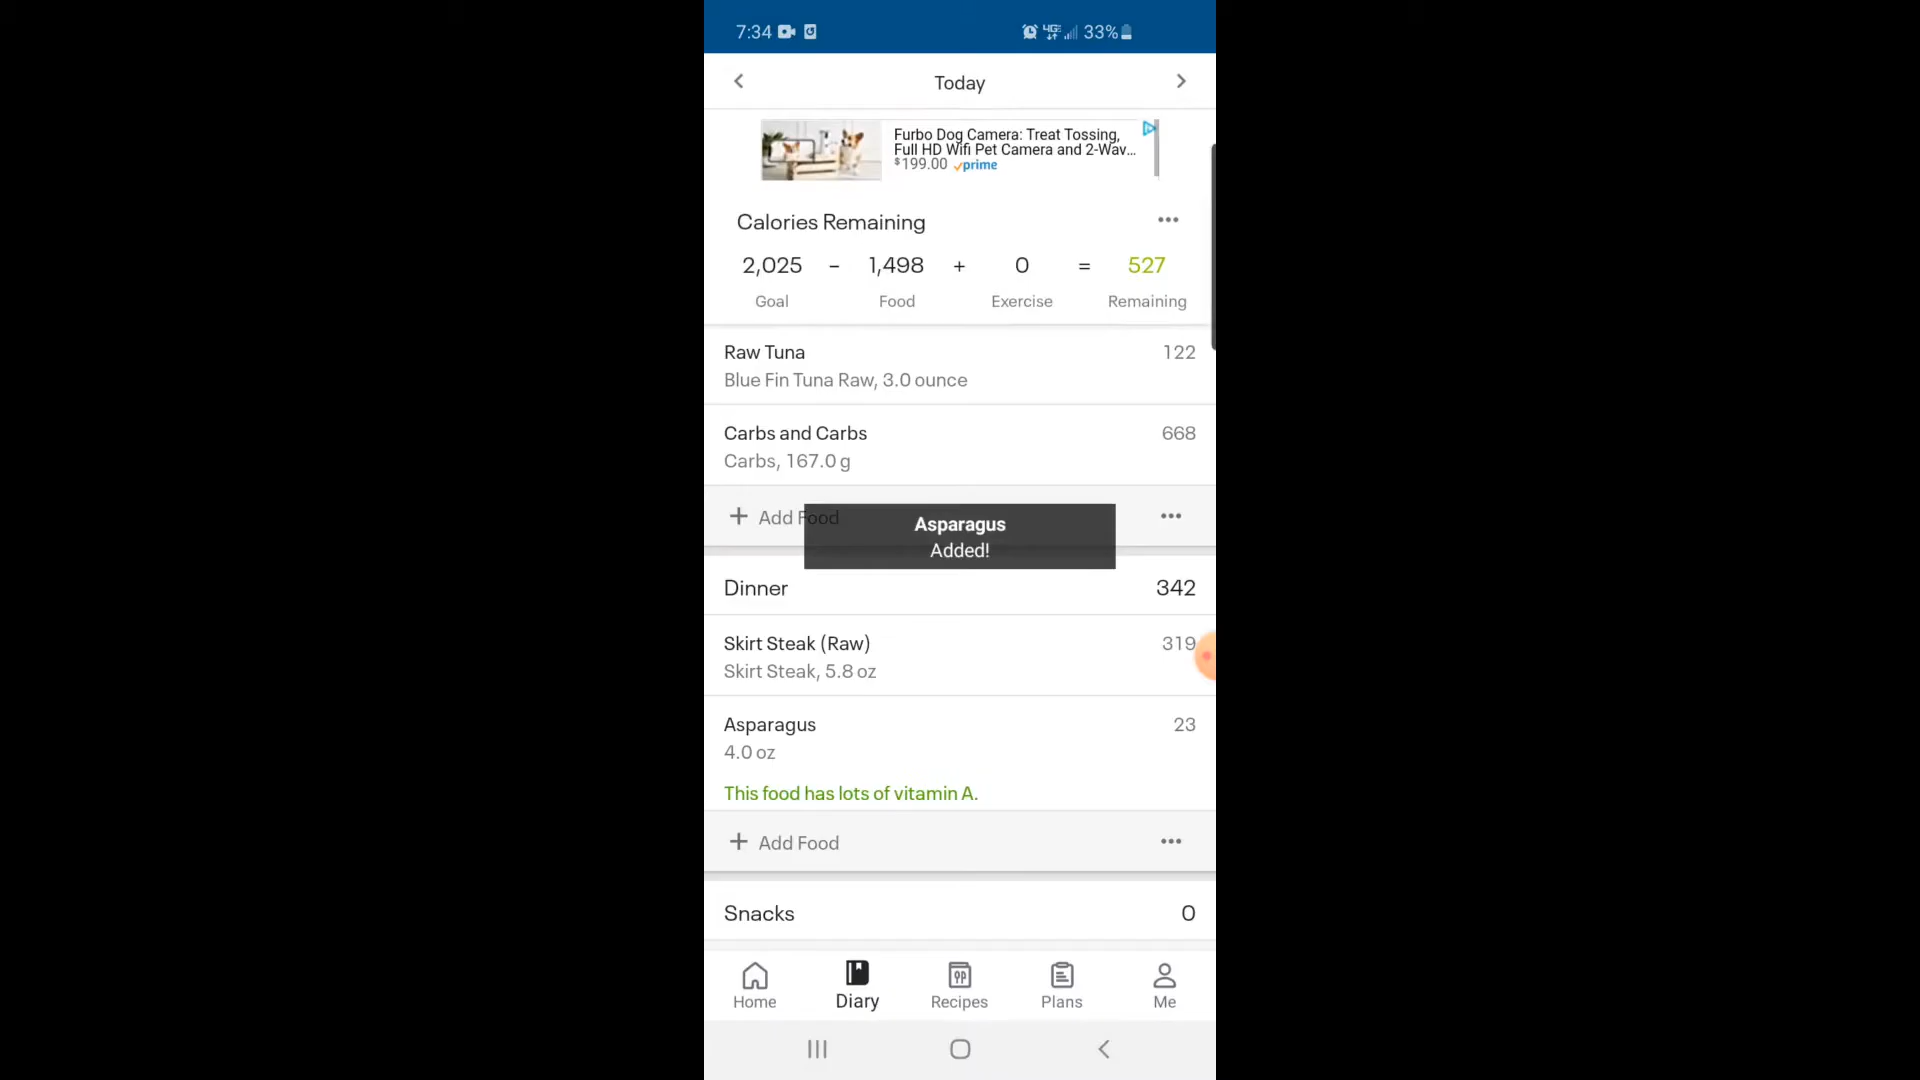 7:34 33%
Today
Furbo Dog Camera: Treat Tossing,
Full HD Wifi Pet Camera and 2-Wav...
$199.00 prime
Calories Remaining
2,025 - 1,498 + 0 = 527
Goal Food Exercise Remaining
Raw Tuna 122
Blue Fin Tuna Raw, 3.0 ounce
Carbs and Carbs 668
Carbs, 167.0 g
+ Add Food
Asparagus
Added!
Dinner 342
Skirt Steak (Raw) 319
Skirt Steak, 5.8 oz
Asparagus 23
4.0 oz
This food has lots of vitamin A.
+ Add Food
Snacks 0
Home Diary Recipes Plans Me